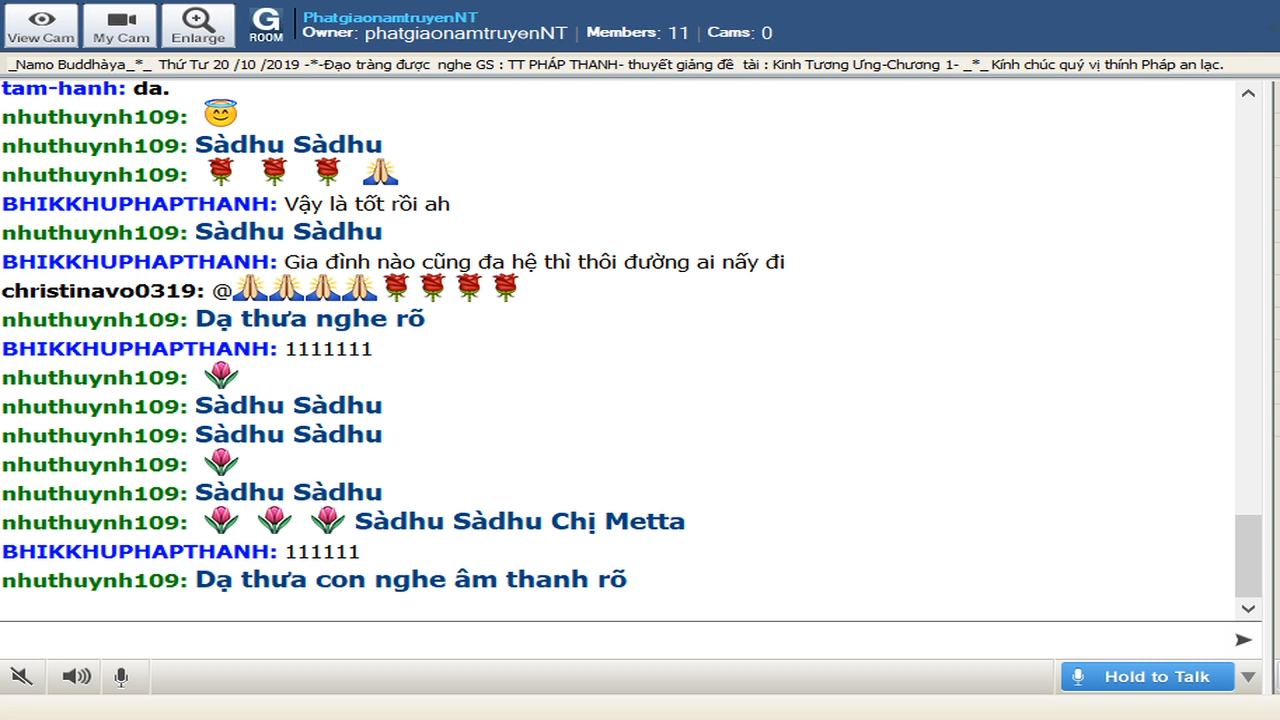 View Cam
My Cam
Enlarge
G
ROOM
PhatgiaonamtruyenNT
Owner: phatgiaonamtruyenNT | Members: 11 | Cams: 0
_Namo Buddhàya_*_ Thứ Tư 20 /10 /2019 -*-Đạo tràng được nghe GS : TT PHÁP THANH- thuyết giảng đề tài : Kinh Tương Ưng-Chương 1- _*_ Kính chúc quý vị thính Pháp an lạc.
tam-hanh: da.
nhuthuynh109:
nhuthuynh109: Sàdhu Sàdhu
nhuthuynh109:
BHIKKHUPHAPTHANH: Vậy là tốt rồi ah
nhuthuynh109: Sàdhu Sàdhu
BHIKKHUPHAPTHANH: Gia đình nào cũng đa hệ thì thôi đường ai nấy đi
christinavo0319: @
nhuthuynh109: Dạ thưa nghe rõ
BHIKKHUPHAPTHANH: 1111111
nhuthuynh109:
nhuthuynh109: Sàdhu Sàdhu
nhuthuynh109: Sàdhu Sàdhu
nhuthuynh109:
nhuthuynh109: Sàdhu Sàdhu
nhuthuynh109: Sàdhu Sàdhu Chị Metta
BHIKKHUPHAPTHANH: 111111
nhuthuynh109: Dạ thưa con nghe âm thanh rõ
Hold to Talk